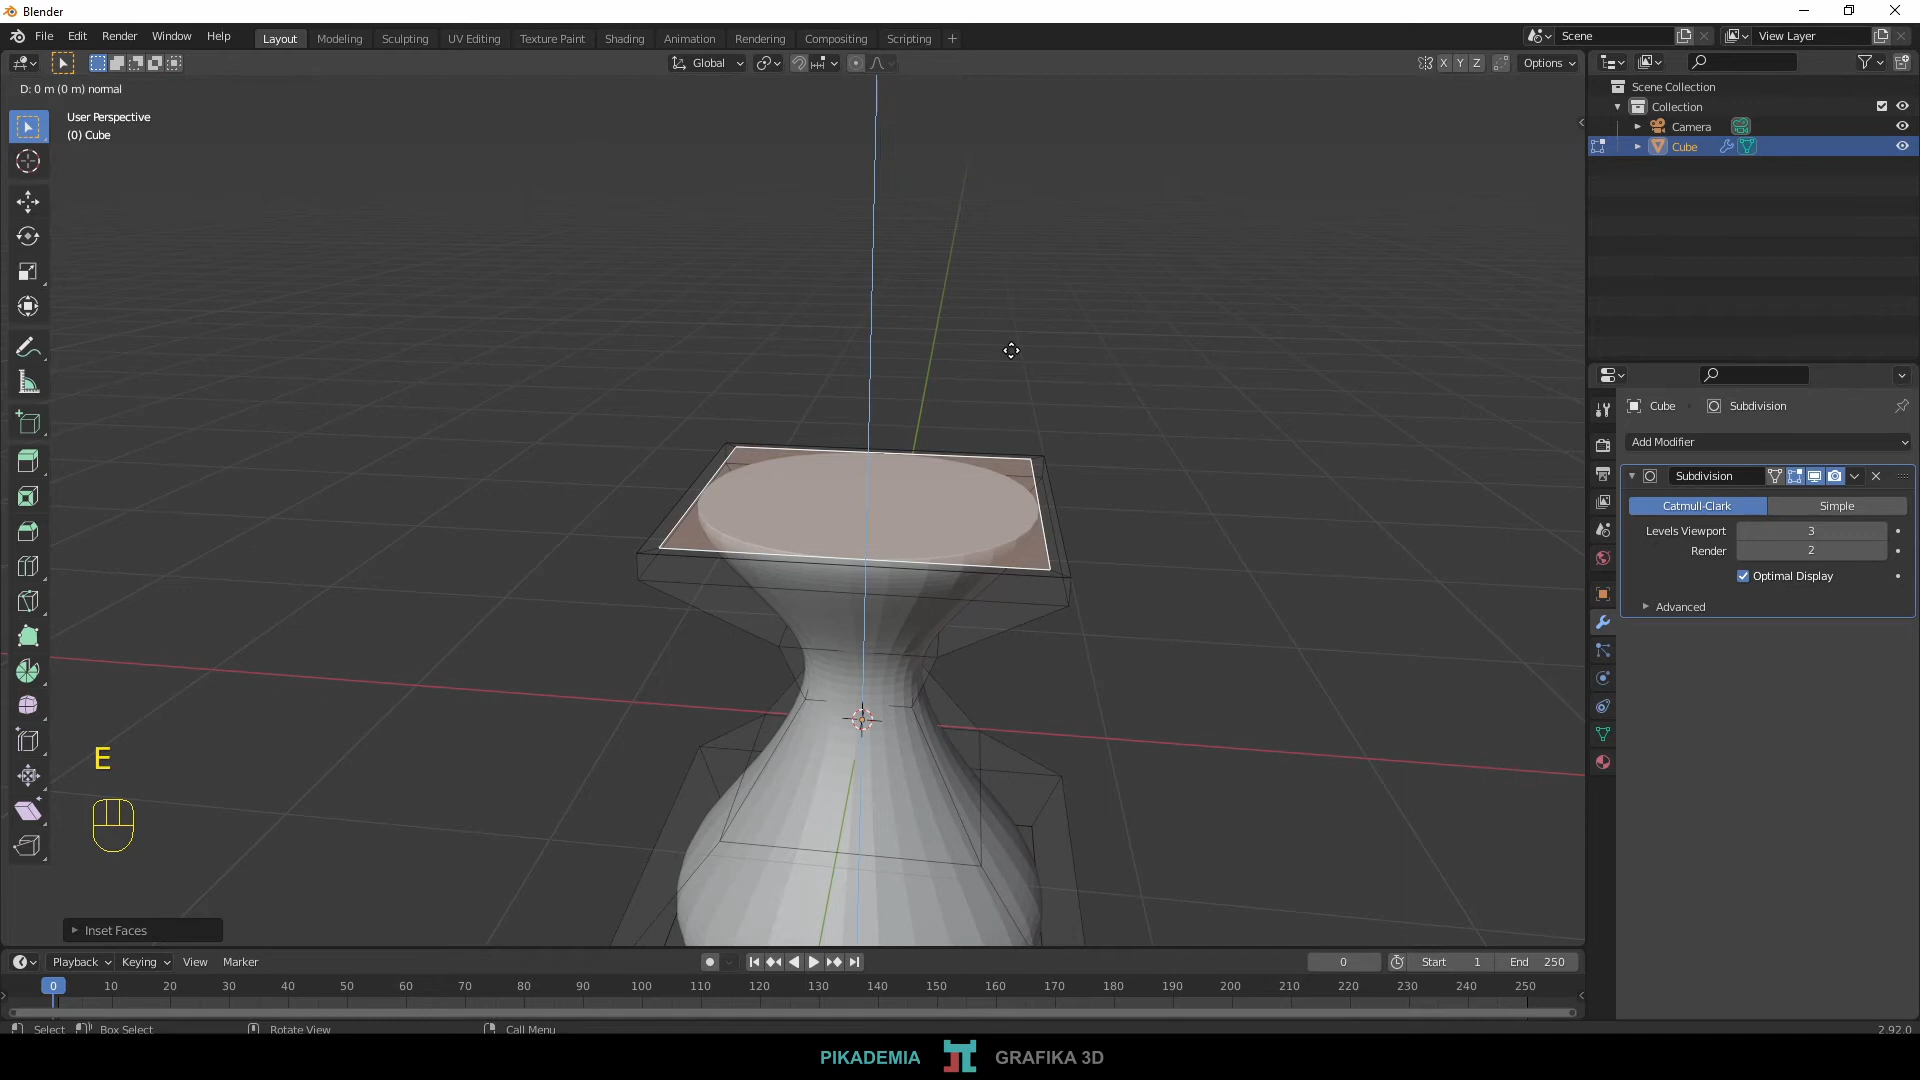 Blender
File Edit Render Window Help
Layout Modeling Sculpting UV Editing Texture Paint Shading Animation Rendering Compositing Scripting +
Scene
View Layer
Global
X Y Z
Options
D: 0 m (0 m) normal
User Perspective
(0) Cube
Scene Collection
Collection
Camera
Cube
Cube
Subdivision
Add Modifier
Subdivision
Catmull-Clark
Simple
Levels Viewport
3
Render
2
Optimal Display
Advanced
E
Inset Faces
Playback Keying View Marker
0
Start 1
End 250
0 10 20 30 40 50 60 70 80 90 100 110 120 130 140 150 160 170 180 190 200 210 220 230 240 250
Select
Box Select
Rotate View
Call Menu
2.92.0
PIKADEMIA
GRAFIKA 3D